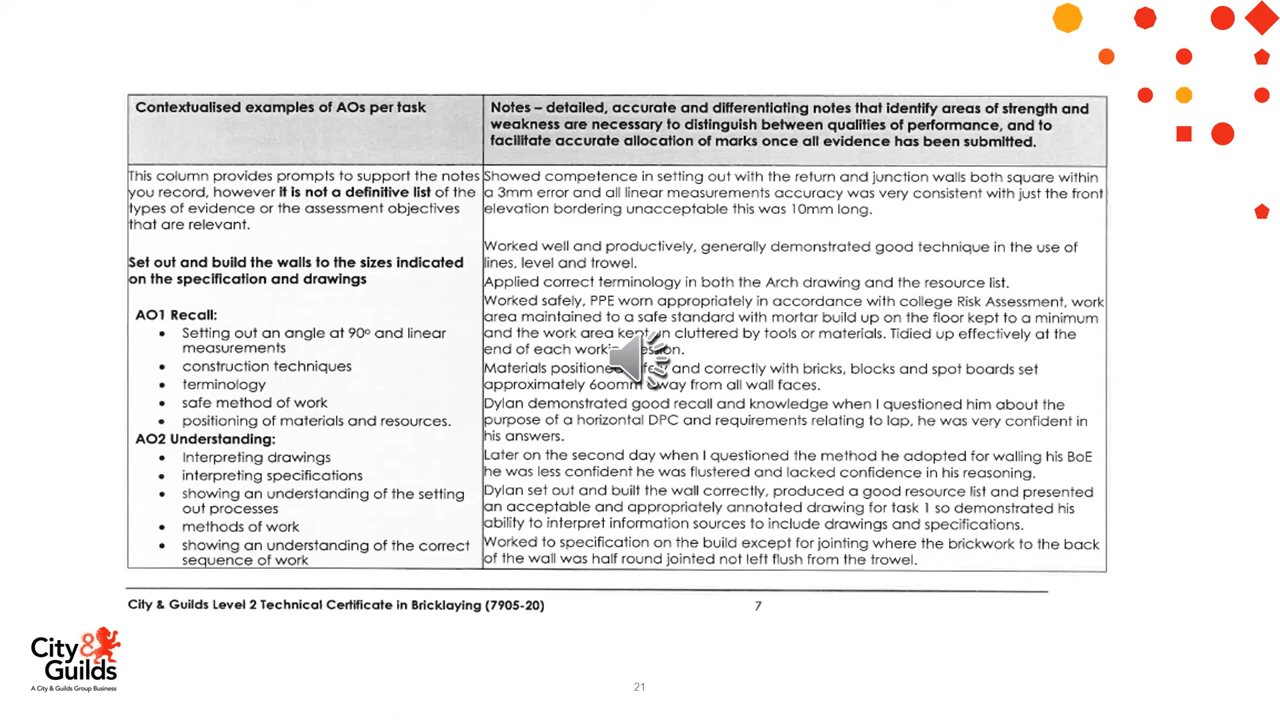 Contextualised examples of AOs per task
Notes – detailed, accurate and differentiating notes that identify areas of strength and
weakness are necessary to distinguish between qualities of performance, and to
facilitate accurate allocation of marks once all evidence has been submitted.
This column provides prompts to support the notes
you record, however it is not a definitive list of the
types of evidence or the assessment objectives
that are relevant.
Set out and build the walls to the sizes indicated
on the specification and drawings
AO1 Recall:
• Setting out an angle at 90º and linear
measurements
• construction techniques
• terminology
• safe method of work
• positioning of materials and resources.
AO2 Understanding:
• Interpreting drawings
• interpreting specifications
• showing an understanding of the setting
out processes
• methods of work
• showing an understanding of the correct
sequence of work
Showed competence in setting out with the return and junction walls both square within
a 3mm error and all linear measurements accuracy was very consistent with just the front
elevation bordering unacceptable this was 10mm long.
Worked well and productively, generally demonstrated good technique in the use of
lines, level and trowel.
Applied correct terminology in both the Arch drawing and the resource list.
Worked safely, PPE worn appropriately in accordance with college Risk Assessment, work
area maintained to a safe standard with mortar build up on the floor kept to a minimum
and the work area kept un cluttered by tools or materials. Tidied up effectively at the
end of each working session.
Materials positioned and correctly with bricks, blocks and spot boards set
approximately 600mm away from all wall faces.
Dylan demonstrated good recall and knowledge when I questioned him about the
purpose of a horizontal DPC and requirements relating to lap, he was very confident in
his answers.
Later on the second day when I questioned the method he adopted for walling his BoE
he was less confident he was flustered and lacked confidence in his reasoning.
Dylan set out and built the wall correctly, produced a good resource list and presented
an acceptable and appropriately annotated drawing for task 1 so demonstrated his
ability to interpret information sources to include drawings and specifications.
Worked to specification on the build except for jointing where the brickwork to the back
of the wall was half round jointed not left flush from the trowel.
City & Guilds Level 2 Technical Certificate in Bricklaying (7905-20)
7
City &
Guilds
A City & Guilds Group Business
21